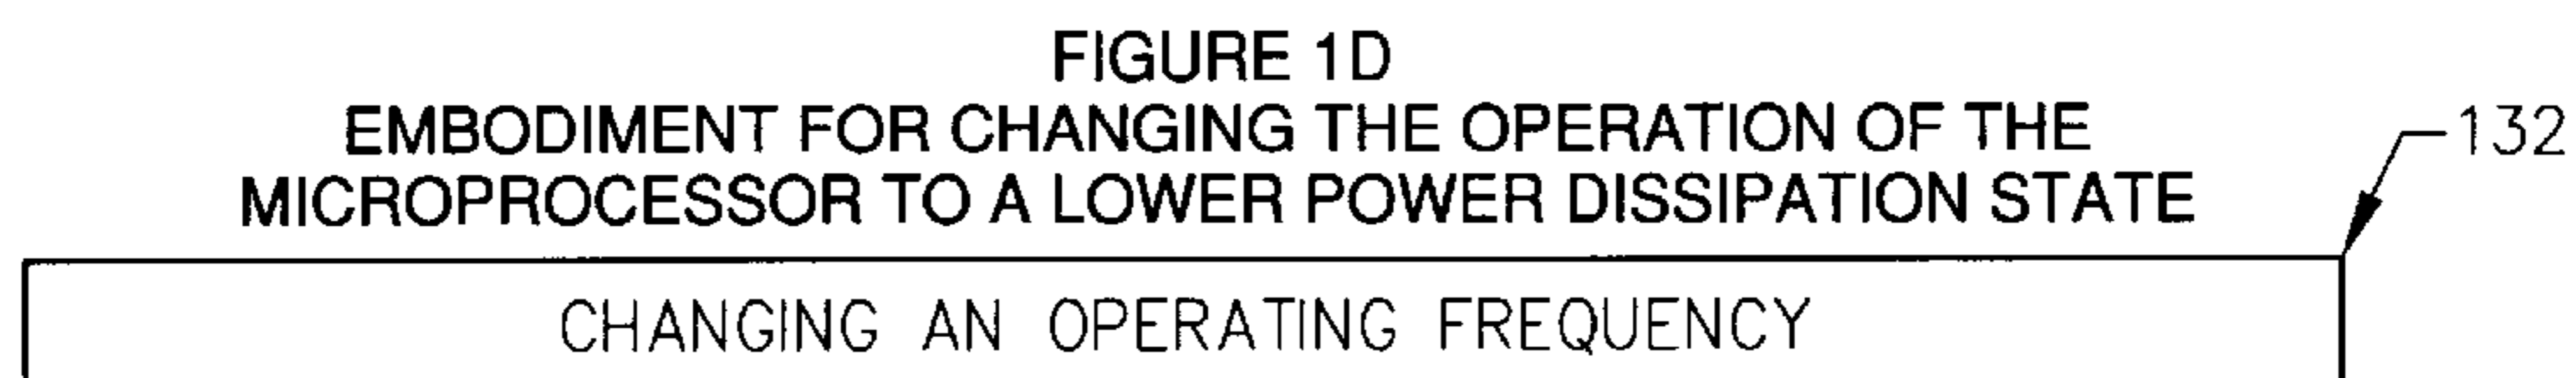 FIGURE 1D
EMBODIMENT FOR CHANGING THE OPERATION OF THE
MICROPROCESSOR TO A LOWER POWER DISSIPATION STATE
132
CHANGING AN OPERATING FREQUENCY